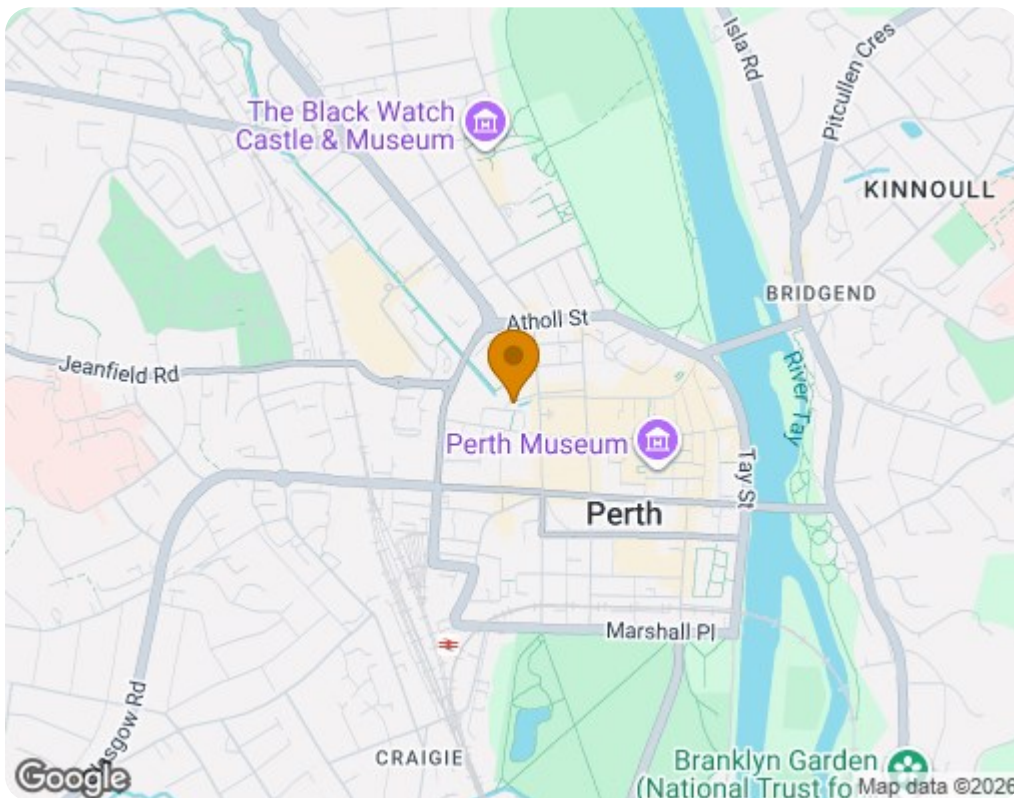 Isla Rd
Pitcullen Cres
The Black Watch
Castle & Museum
KINNOULL
BRIDGEND
Atholl St
Jeanfield Rd
River Tay
Perth Museum
Tay St
Perth
Marshall Pl
Glasgow Rd
CRAIGIE
Branklyn Garden
(National Trust fo
Google
Map data ©2026